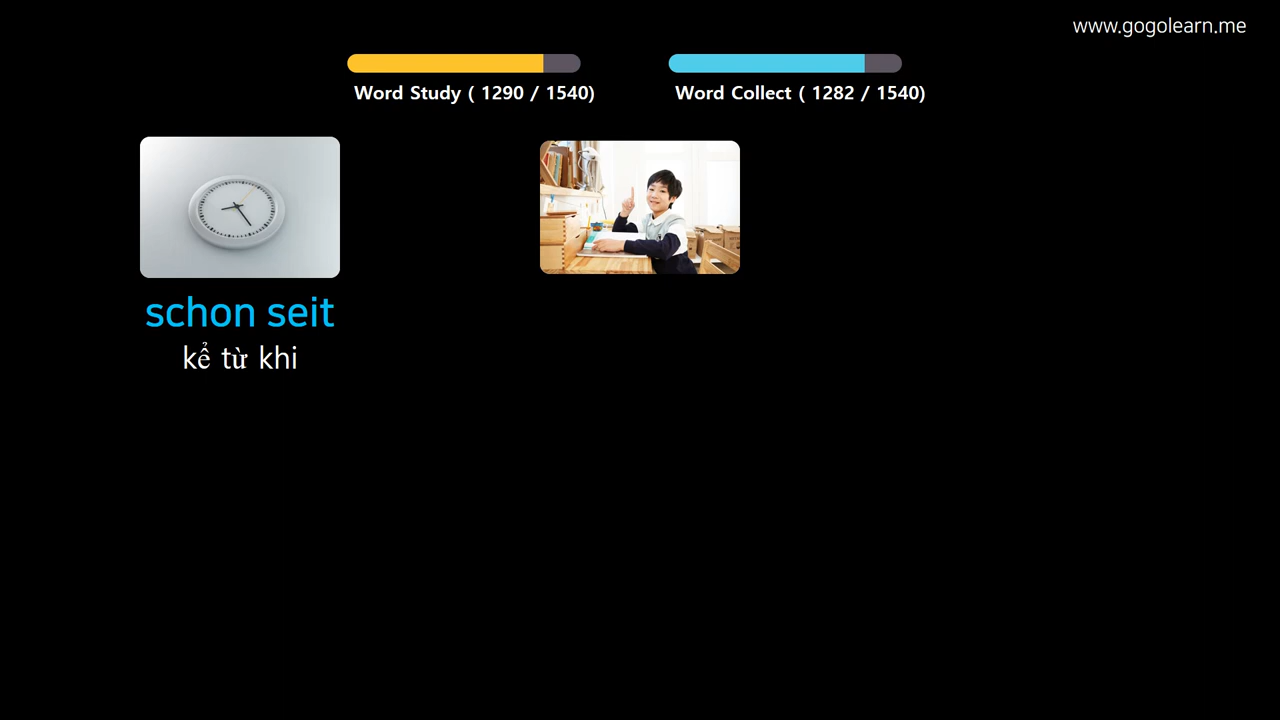 www.gogolearn.me
Word Study ( 1290 / 1540)
Word Collect ( 1282 / 1540)
schon seit
kể từ khi